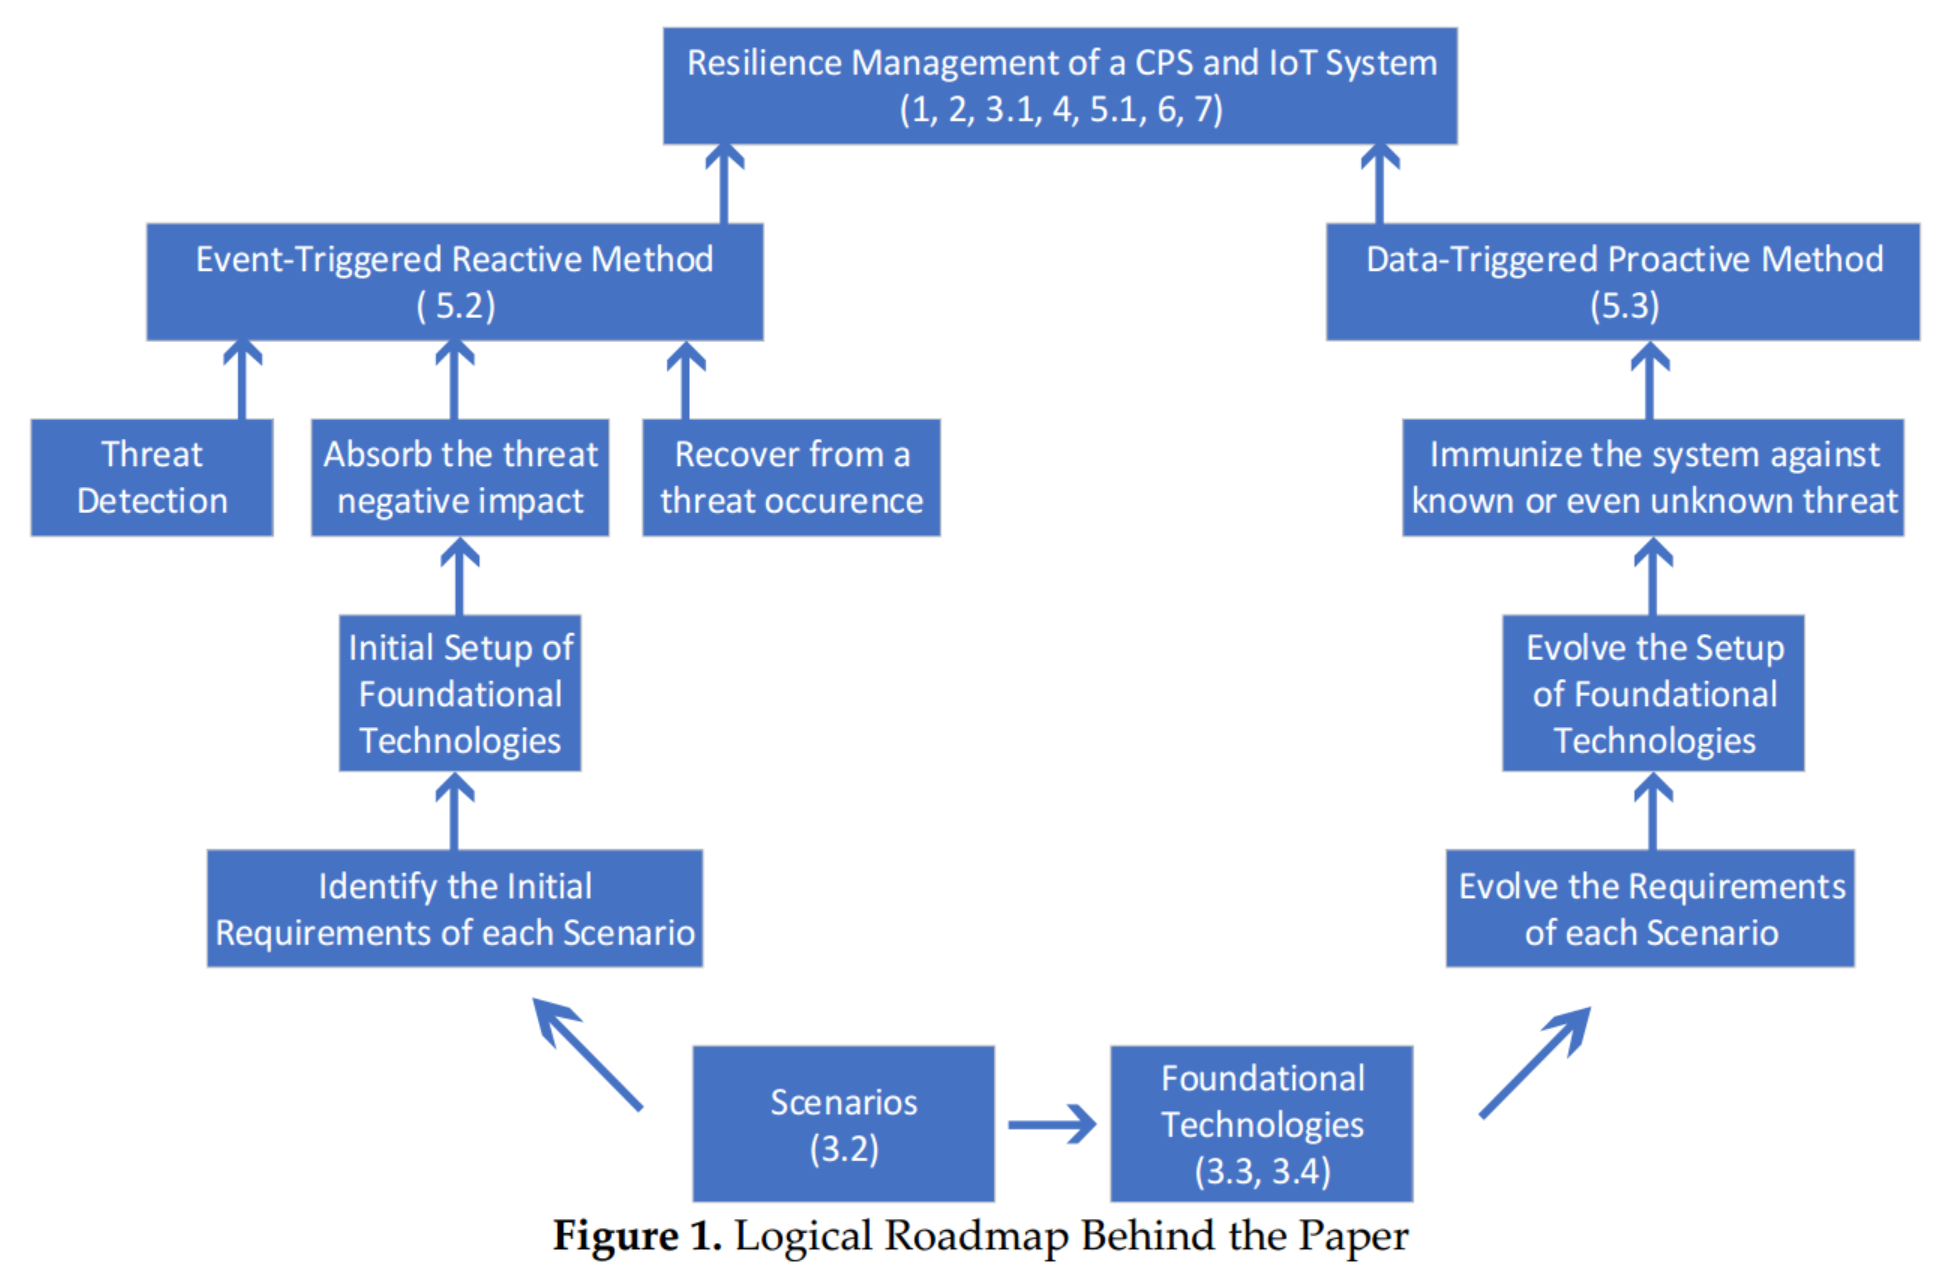 Resilience Management of a CPS and IoT System
(1, 2, 3.1, 4, 5.1, 6, 7)
Event-Triggered Reactive Method
( 5.2)
Data-Triggered Proactive Method
(5.3)
Threat
Detection
Absorb the threat
negative impact
Recover from a
threat occurence
Immunize the system against
known or even unknown threat
Initial Setup of
Foundational
Technologies
Evolve the Setup
of Foundational
Technologies
Identify the Initial
Requirements of each Scenario
Evolve the Requirements
of each Scenario
Scenarios
(3.2)
Foundational
Technologies
(3.3, 3.4)
Figure 1. Logical Roadmap Behind the Paper